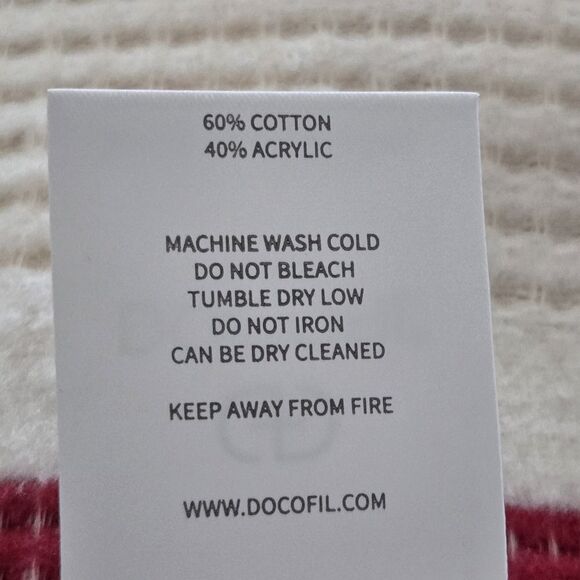 60% COTTON
40% ACRYLIC
MACHINE WASH COLD
DO NOT BLEACH
TUMBLE DRY LOW
DO NOT IRON
CAN BE DRY CLEANED
KEEP AWAY FROM FIRE
WWW.DOCOFIL.COM